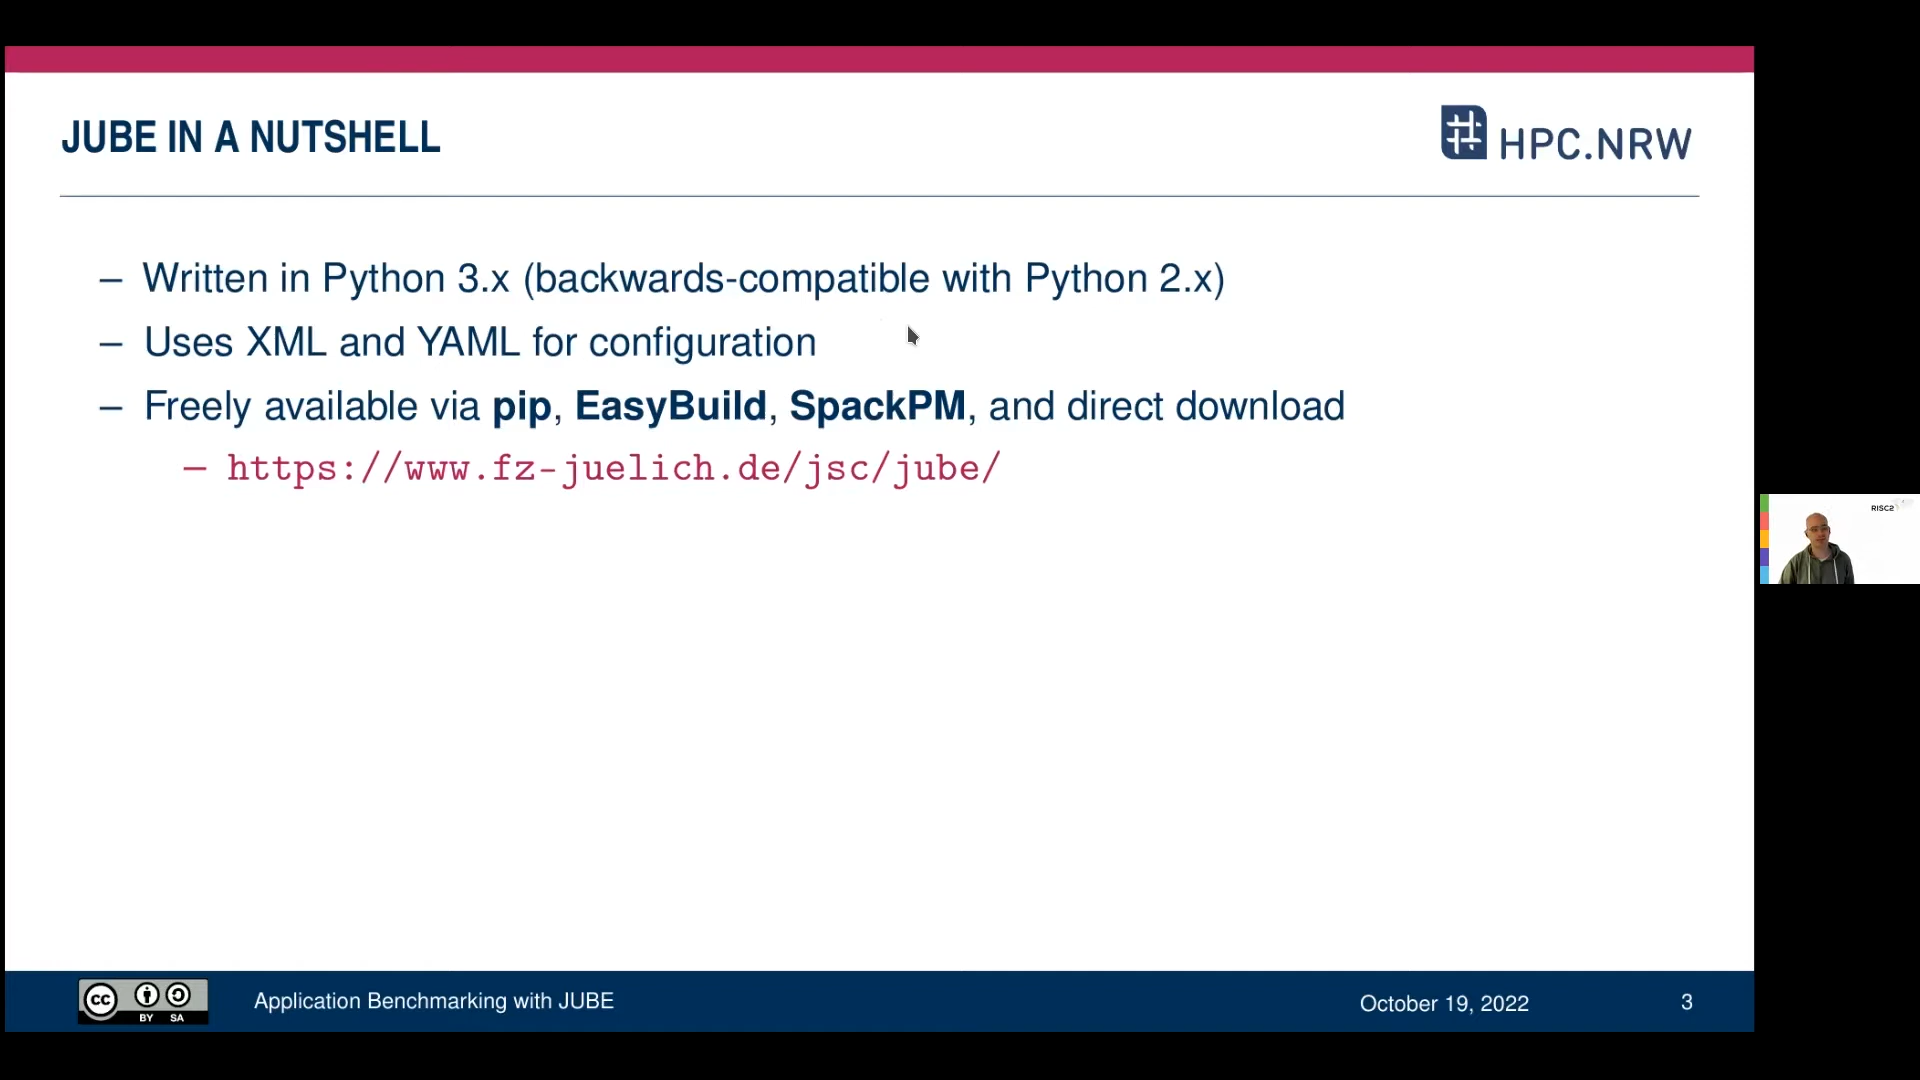 JUBE IN A NUTSHELL
HPC.NRW
– Written in Python 3.x (backwards-compatible with Python 2.x)
– Uses XML and YAML for configuration
– Freely available via pip, EasyBuild, SpackPM, and direct download
– https://www.fz-juelich.de/jsc/jube/
RISC2
cc BY SA
Application Benchmarking with JUBE
October 19, 2022
3